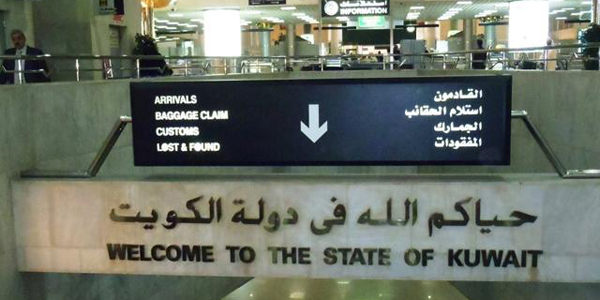 INFORMATION
ARRIVALS
BAGGAGE CLAIM
CUSTOMS
LOST & FOUND
القادمون
استلام الحقائب
الجمارك
المفقودات
حياكم الله في دولة الكويت
WELCOME TO THE STATE OF KUWAIT